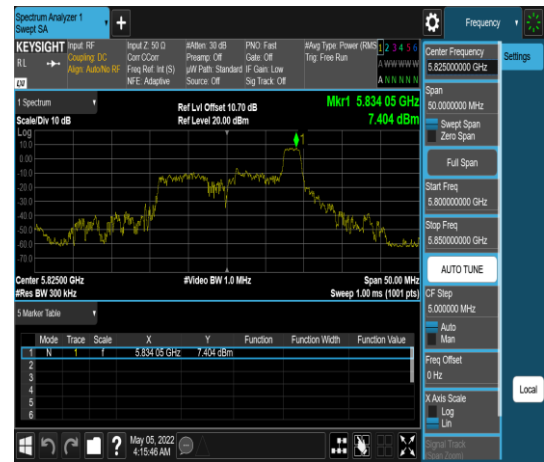 Spectrum Analyzer 1
Swept SA
+
Frequency
KEYSIGHT
RL
LXI
Input: RF
Coupling: DC
Align: Auto/No RF
Input Z: 50 Ω
Corr CCorr
Freq Ref: Int (S)
NFE: Adaptive
#Atten: 30 dB
Preamp: Off
µW Path: Standard
Source: Off
PNO: Fast
Gate: Off
IF Gain: Low
Sig Track: Off
#Avg Type: Power (RMS
Trig: Free Run
1 2 3 4 5 6
A W W W W W
A N N N N N
1 Spectrum
Scale/Div 10 dB
Ref Lvl Offset 10.70 dB
Ref Level 20.00 dBm
Mkr1 5.834 05 GHz
7.404 dBm
Log
10.0
0.00
-10.0
-20.0
-30.0
-40.0
-50.0
-60.0
-70.0
1
Center 5.82500 GHz
#Res BW 300 kHz
#Video BW 1.0 MHz
Span 50.00 MHz
Sweep 1.00 ms (1001 pts)
5 Marker Table
Mode Trace Scale X Y Function Function Width Function Value
1 N 1 f 5.834 05 GHz 7.404 dBm
2
3
4
5
6
May 05, 2022
4:15:46 AM
?
Center Frequency
5.825000000 GHz
Span
50.0000000 MHz
Swept Span
Zero Span
Full Span
Start Freq
5.800000000 GHz
Stop Freq
5.850000000 GHz
AUTO TUNE
CF Step
5.000000 MHz
Auto
Man
Freq Offset
0 Hz
X Axis Scale
Log
Lin
Signal Track
(Span Zoom)
Settings
Local